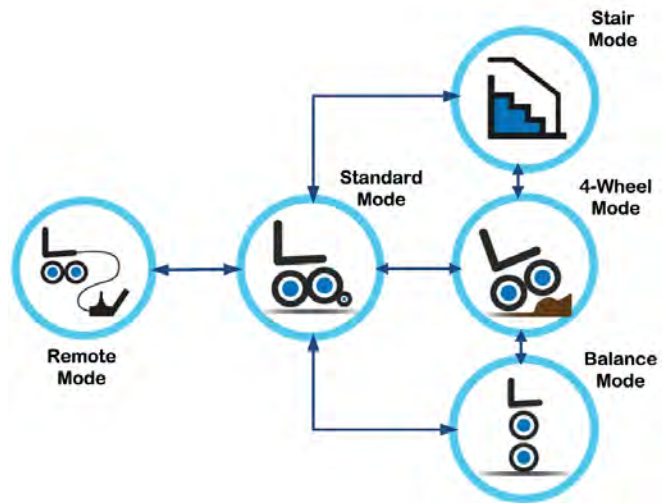 Stair
Mode
Standard
Mode
4-Wheel
Mode
Remote
Mode
Balance
Mode